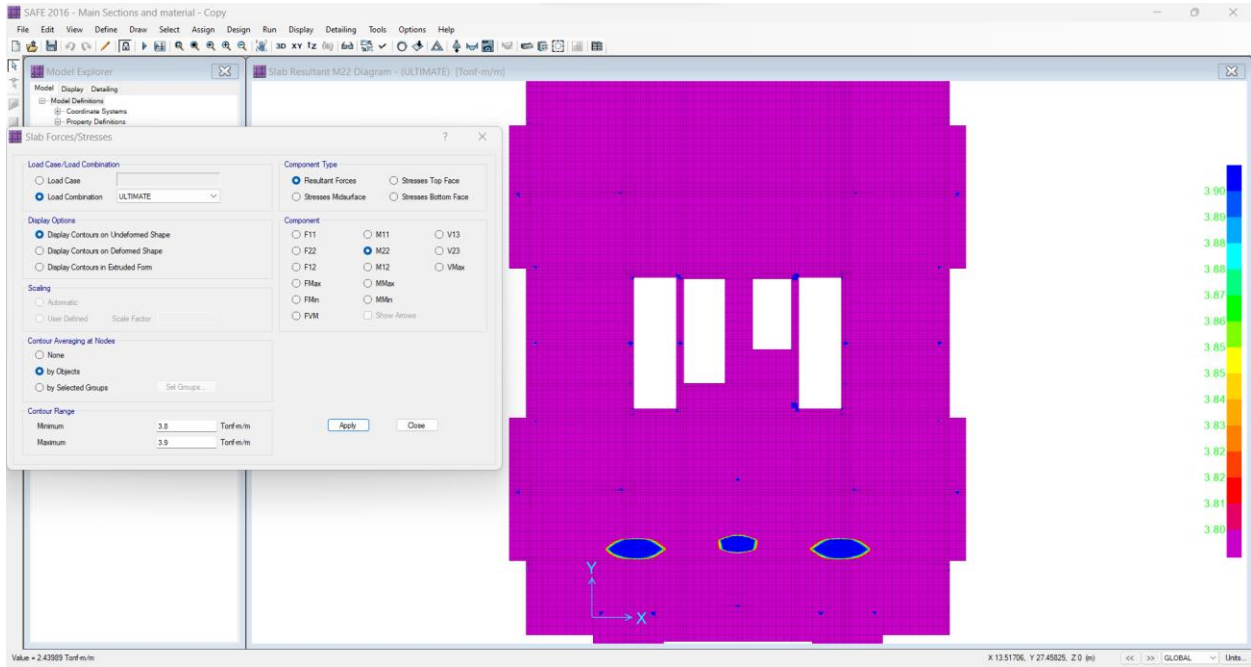 SAFE 2016 - Main Sections and material - Copy
File Edit View Define Draw Select Assign Design Run Display Detailing Tools Options Help
3D XY
Model Explorer
Slab Resultant M22 Diagram - (ULTIMATE) [Tonf-m/m]
Model Display Detailing
Model Definitions
Coordinate Systems
Property Definitions
Slab Forces/Stresses ?
Load Case/Load Combination
Load Case
Load Combination ULTIMATE
Component Type
Resultant Forces Stresses Top Face
Stresses Midsurface Stresses Bottom Face
Display Options
Display Contours on Undeformed Shape
Display Contours on Deformed Shape
Display Contours in Extruded Form
Component
F11 M11 V13
F22 M22 V23
F12 M12 VMax
FMax MMax
FMin MMin
FVM Show Arrows
Scaling
Automatic
User Defined Scale Factor
Contour Averaging at Nodes
None
by Objects
by Selected Groups Set Groups...
Contour Range
Minimum 3.8 Tonf-m/m
Maximum 3.9 Tonf-m/m
Apply Close
3.90
3.89
3.88
3.88
3.87
3.86
3.85
3.85
3.84
3.83
3.82
3.82
3.81
3.80
Y
X
Value = 2.43989 Tonf-m/m
X 13.51706, Y 27.45825, Z 0 (m) << >> GLOBAL Units...